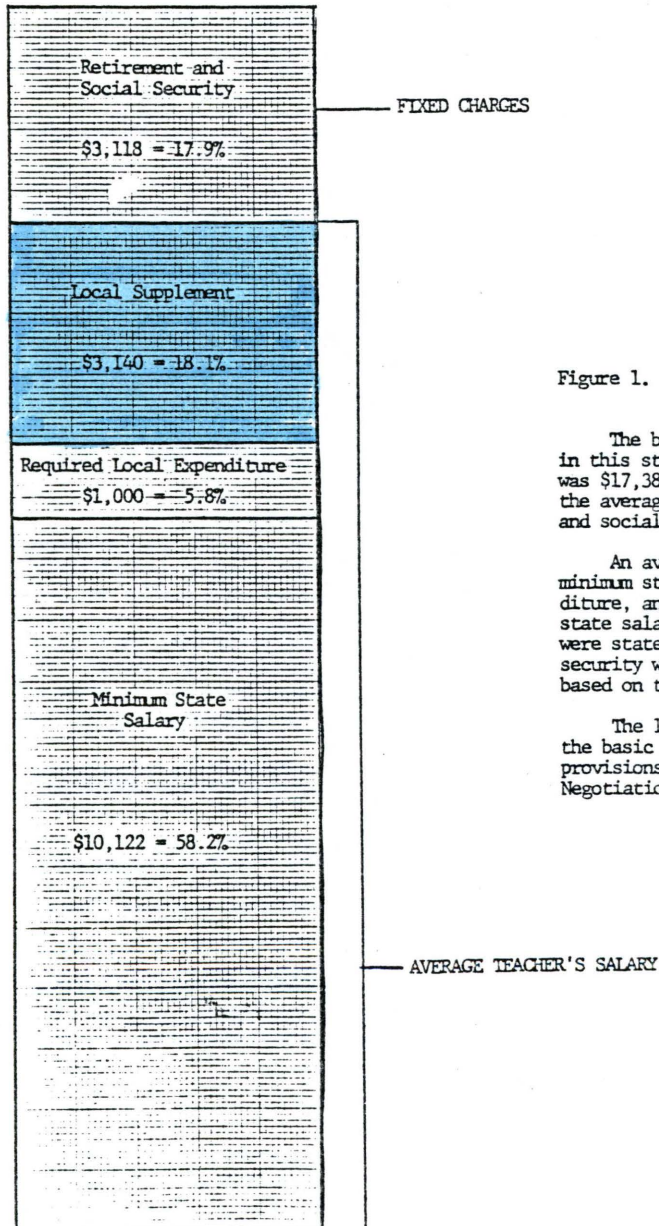 Retirement and
Social Security
$3,118 = 17.9%
FIXED CHARGES
Local Supplement
$3,140 = 18.1%
Required Local Expenditure
$1,000 = 5.8%
Minimum State
Salary
$10,122 = 58.2%
AVERAGE TEACHER'S SALARY
Figure 1.
The b
in this st
was $17,38
the averag
and social
An av
minimum st
diture, an
state sala
were state
security w
based on t
The l
the basic
provisions
Negotiatio